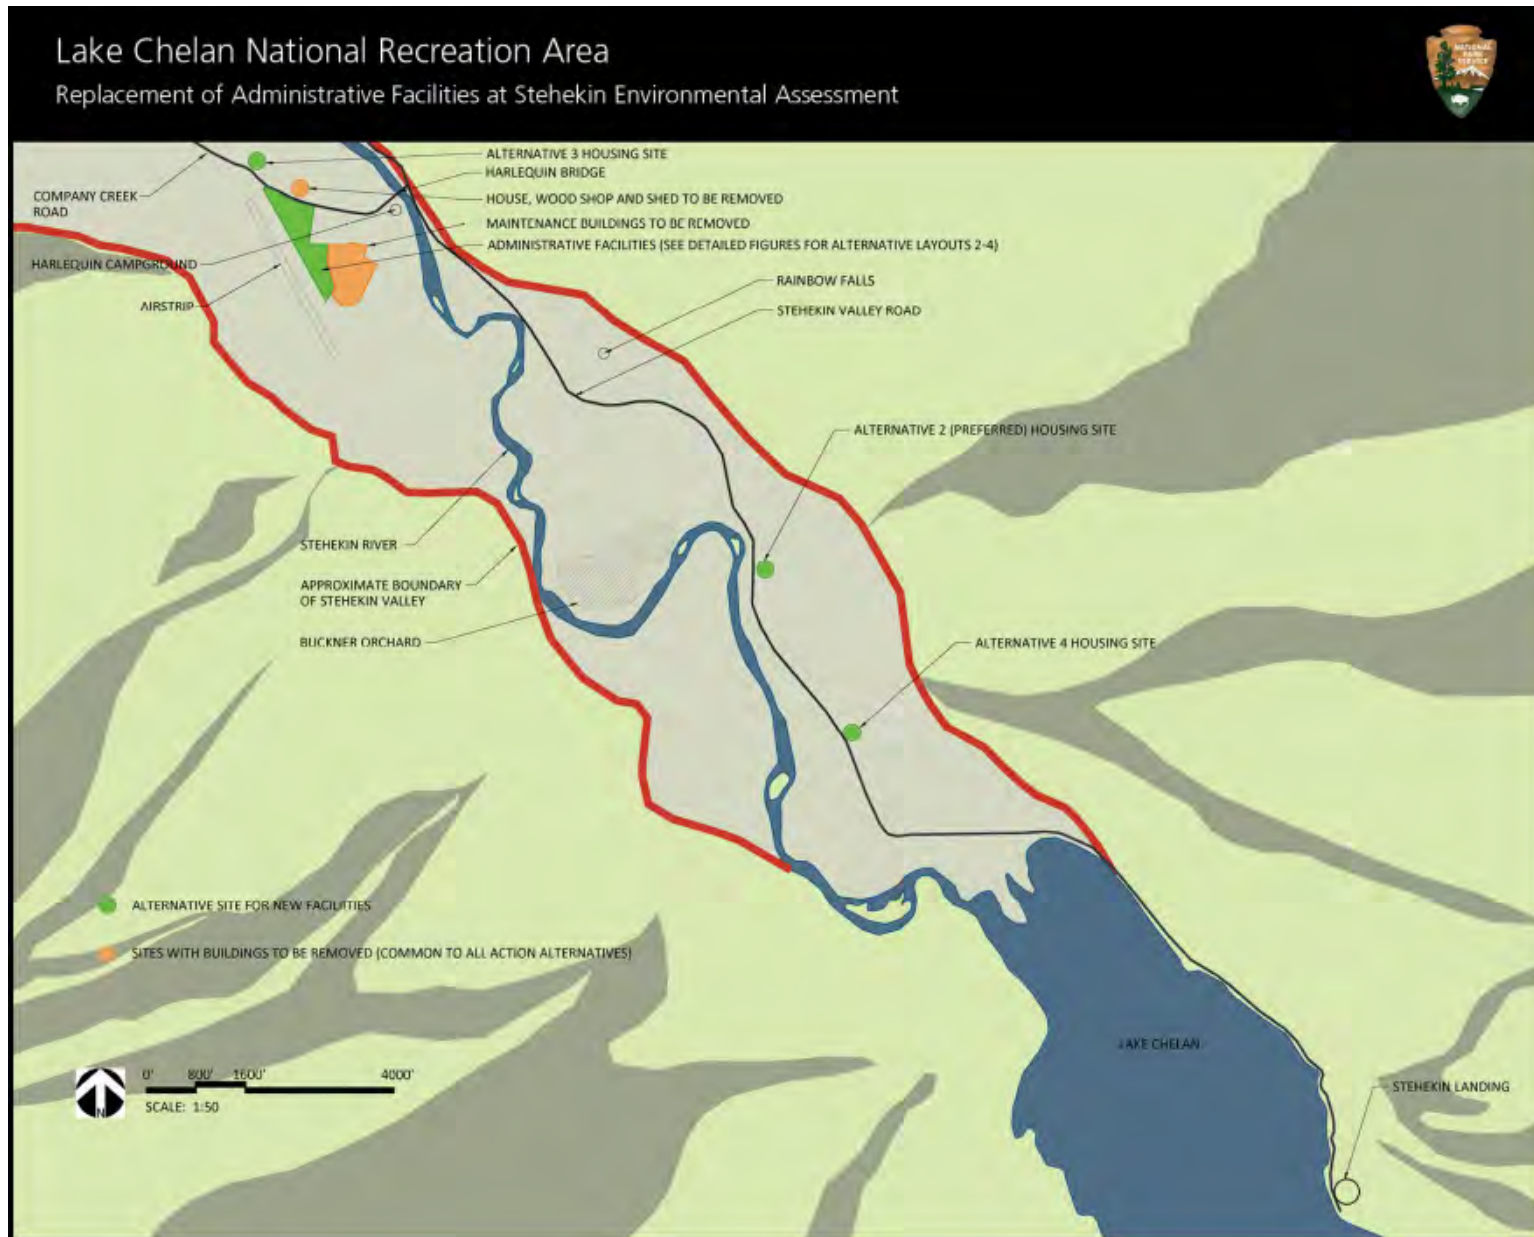 Lake Chelan National Recreation Area
Replacement of Administrative Facilities at Stehekin Environmental Assessment
NATIONAL
PARK
SERVICE
ALTERNATIVE 3 HOUSING SITE
HARLEQUIN BRIDGE
COMPANY CREEK
ROAD
HOUSE, WOOD SHOP AND SHED TO BE REMOVED
MAINTENANCE BUILDINGS TO BE REMOVED
ADMINISTRATIVE FACILITIES (SEE DETAILED FIGURES FOR ALTERNATIVE LAYOUTS 2-4)
HARLEQUIN CAMPGROUND
RAINBOW FALLS
AIRSTRIP
STEHEKIN VALLEY ROAD
ALTERNATIVE 2 (PREFERRED) HOUSING SITE
STEHEKIN RIVER
APPROXIMATE BOUNDARY
OF STEHEKIN VALLEY
BUCKNER ORCHARD
ALTERNATIVE 4 HOUSING SITE
ALTERNATIVE SITE FOR NEW FACILITIES
SITES WITH BUILDINGS TO BE REMOVED (COMMON TO ALL ACTION ALTERNATIVES)
LAKE CHELAN
0' 800' 1600' 4000'
N
SCALE: 1:50
STEHEKIN LANDING